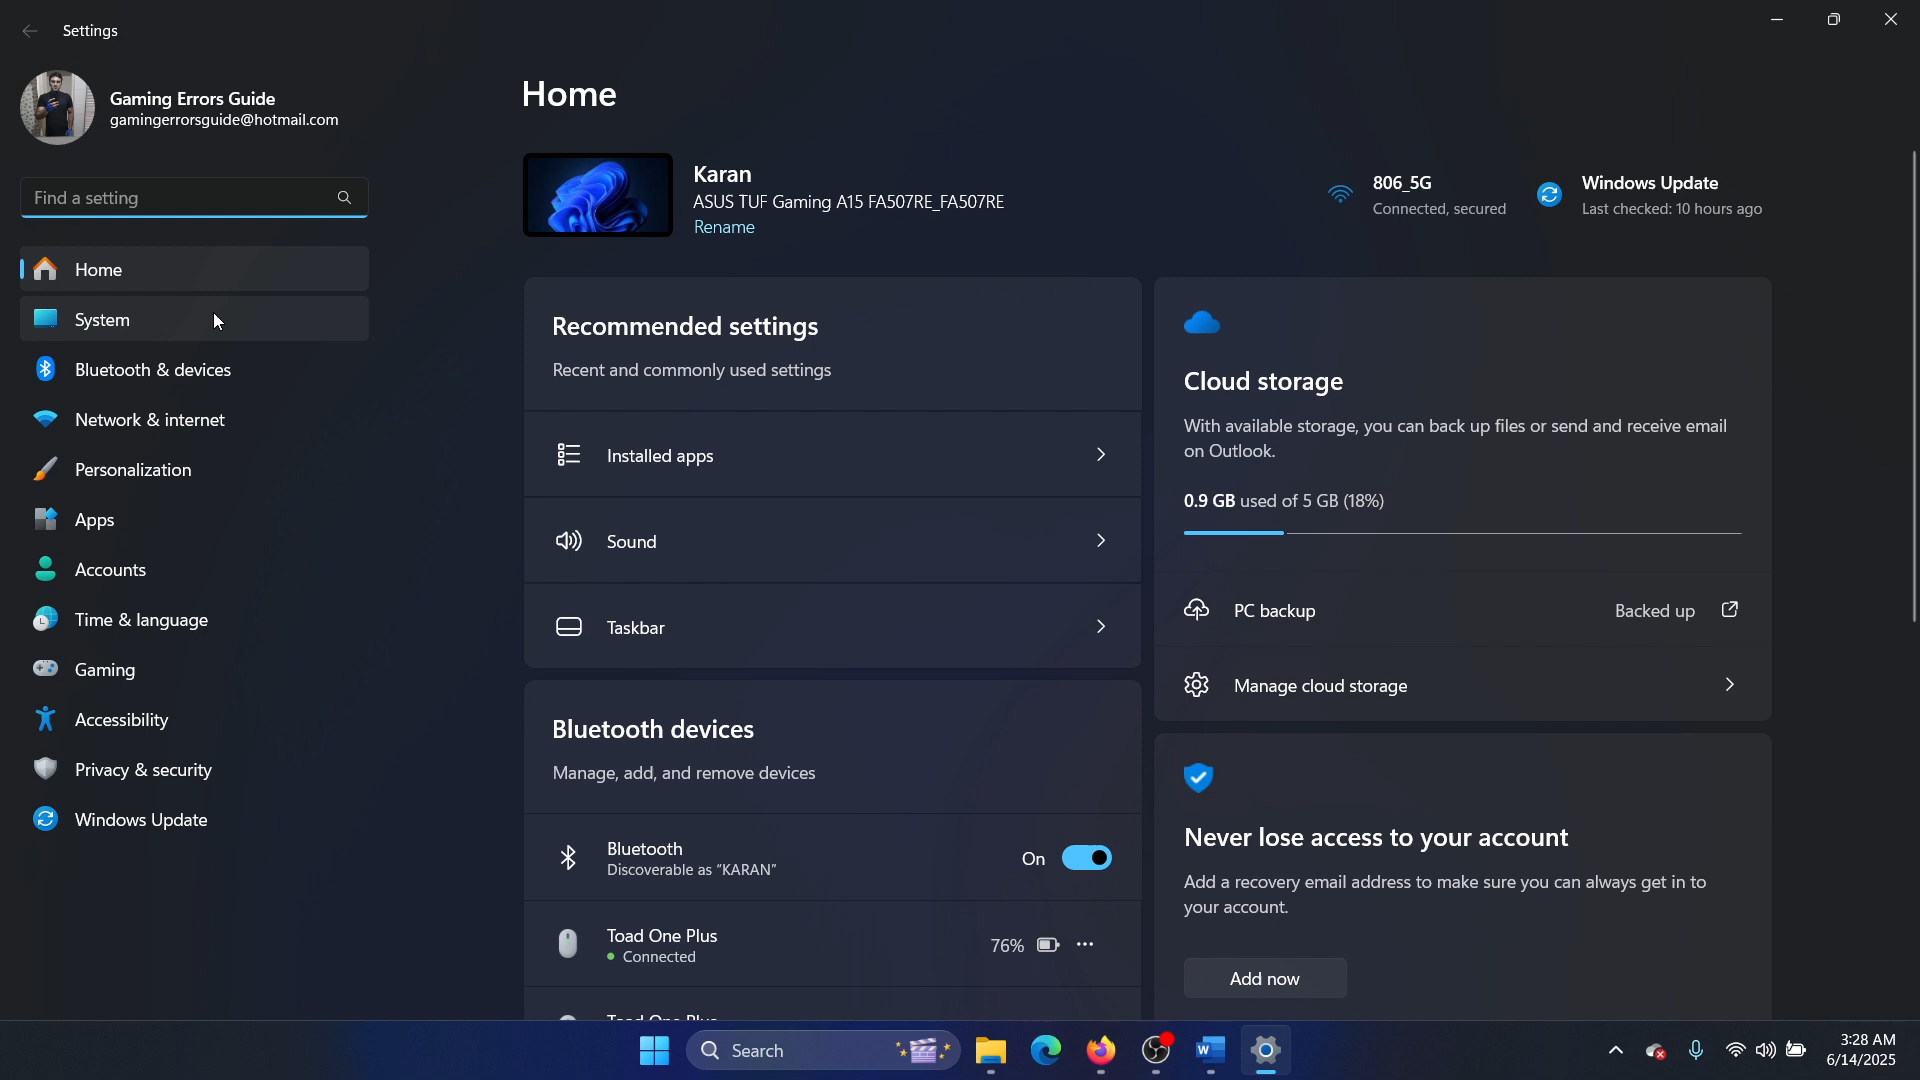 Settings
Gaming Errors Guide
gamingerrorsguide@hotmail.com
Find a setting
Home
System
Bluetooth & devices
Network & internet
Personalization
Apps
Accounts
Time & language
Gaming
Accessibility
Privacy & security
Windows Update
Home
Karan
ASUS TUF Gaming A15 FA507RE_FA507RE
Rename
806_5G
Connected, secured
Windows Update
Last checked: 10 hours ago
Recommended settings
Recent and commonly used settings
Installed apps
Sound
Taskbar
Bluetooth devices
Manage, add, and remove devices
Bluetooth
Discoverable as "KARAN"
On
Toad One Plus
Connected
76%
Toad One Plus
Cloud storage
With available storage, you can back up files or send and receive email
on Outlook.
0.9 GB used of 5 GB (18%)
PC backup
Backed up
Manage cloud storage
Never lose access to your account
Add a recovery email address to make sure you can always get in to
your account.
Add now
Search
W
3:28 AM
6/14/2025